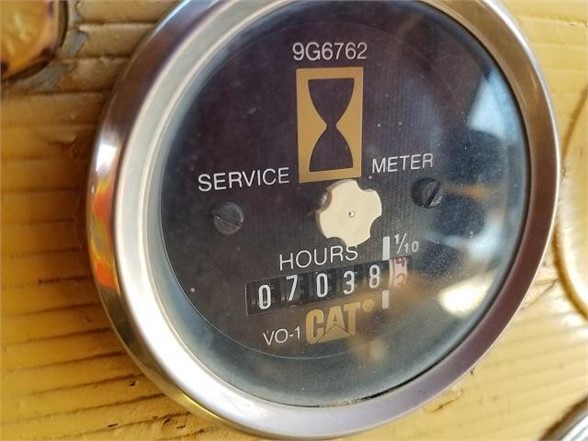 9G6762
SERVICE METER
HOURS 1/10
07038
VO-1 CAT